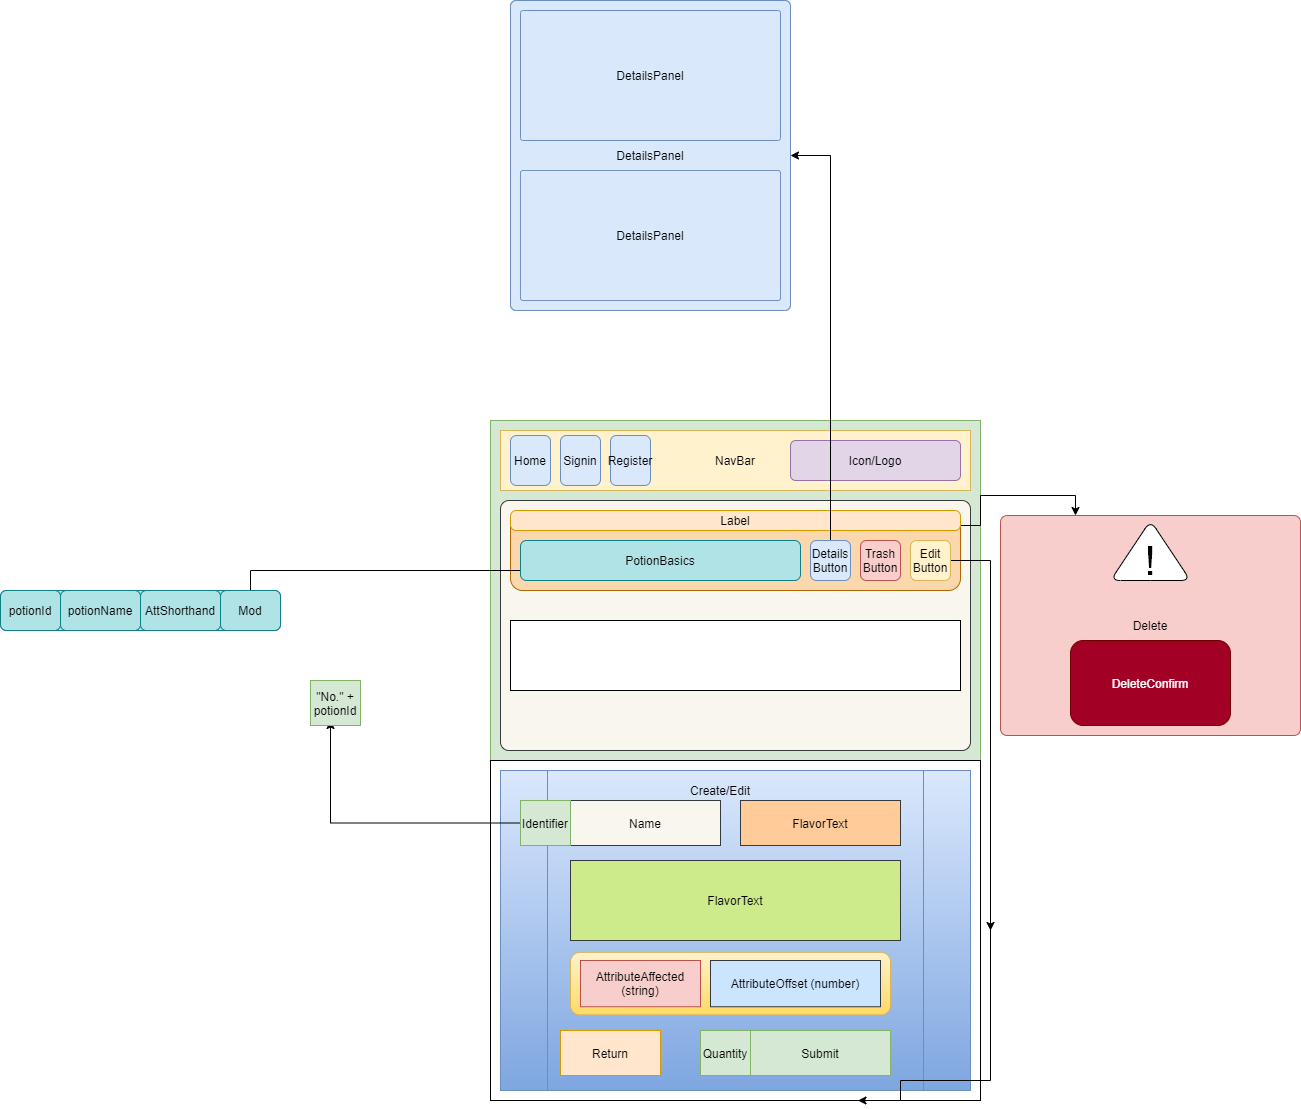 DetailsPanel
DetailsPanel
DetailsPanel
Home
Signin
Register
NavBar
Icon/Logo
Label
PotionBasics
Details
Button
Trash
Button
Edit
Button
potionId
potionName
AttShorthand
Mod
!
Delete
DeleteConfirm
"No." +
potionId
Create/Edit
Identifier
Name
FlavorText
FlavorText
AttributeAffected
(string)
AttributeOffset (number)
Return
Quantity
Submit